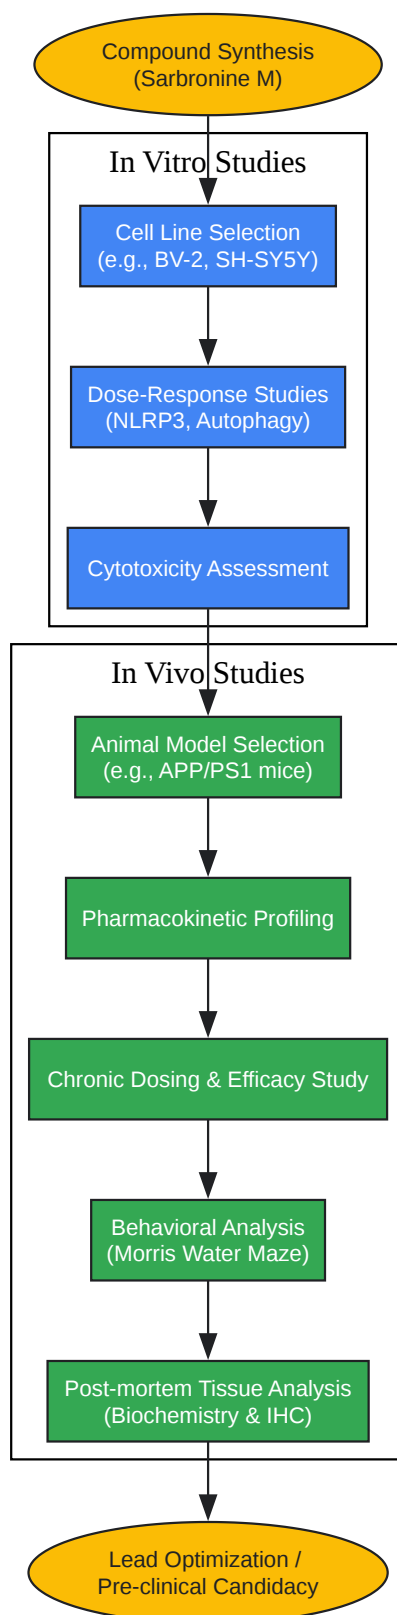 Compound Synthesis
(Sarbronine M)
In Vitro Studies
Cell Line Selection
(e.g., BV-2, SH-SY5Y)
Dose-Response Studies
(NLRP3, Autophagy)
Cytotoxicity Assessment
In Vivo Studies
Animal Model Selection
(e.g., APP/PS1 mice)
Pharmacokinetic Profiling
Chronic Dosing & Efficacy Study
Behavioral Analysis
(Morris Water Maze)
Post-mortem Tissue Analysis
(Biochemistry & IHC)
Lead Optimization /
Pre-clinical Candidacy